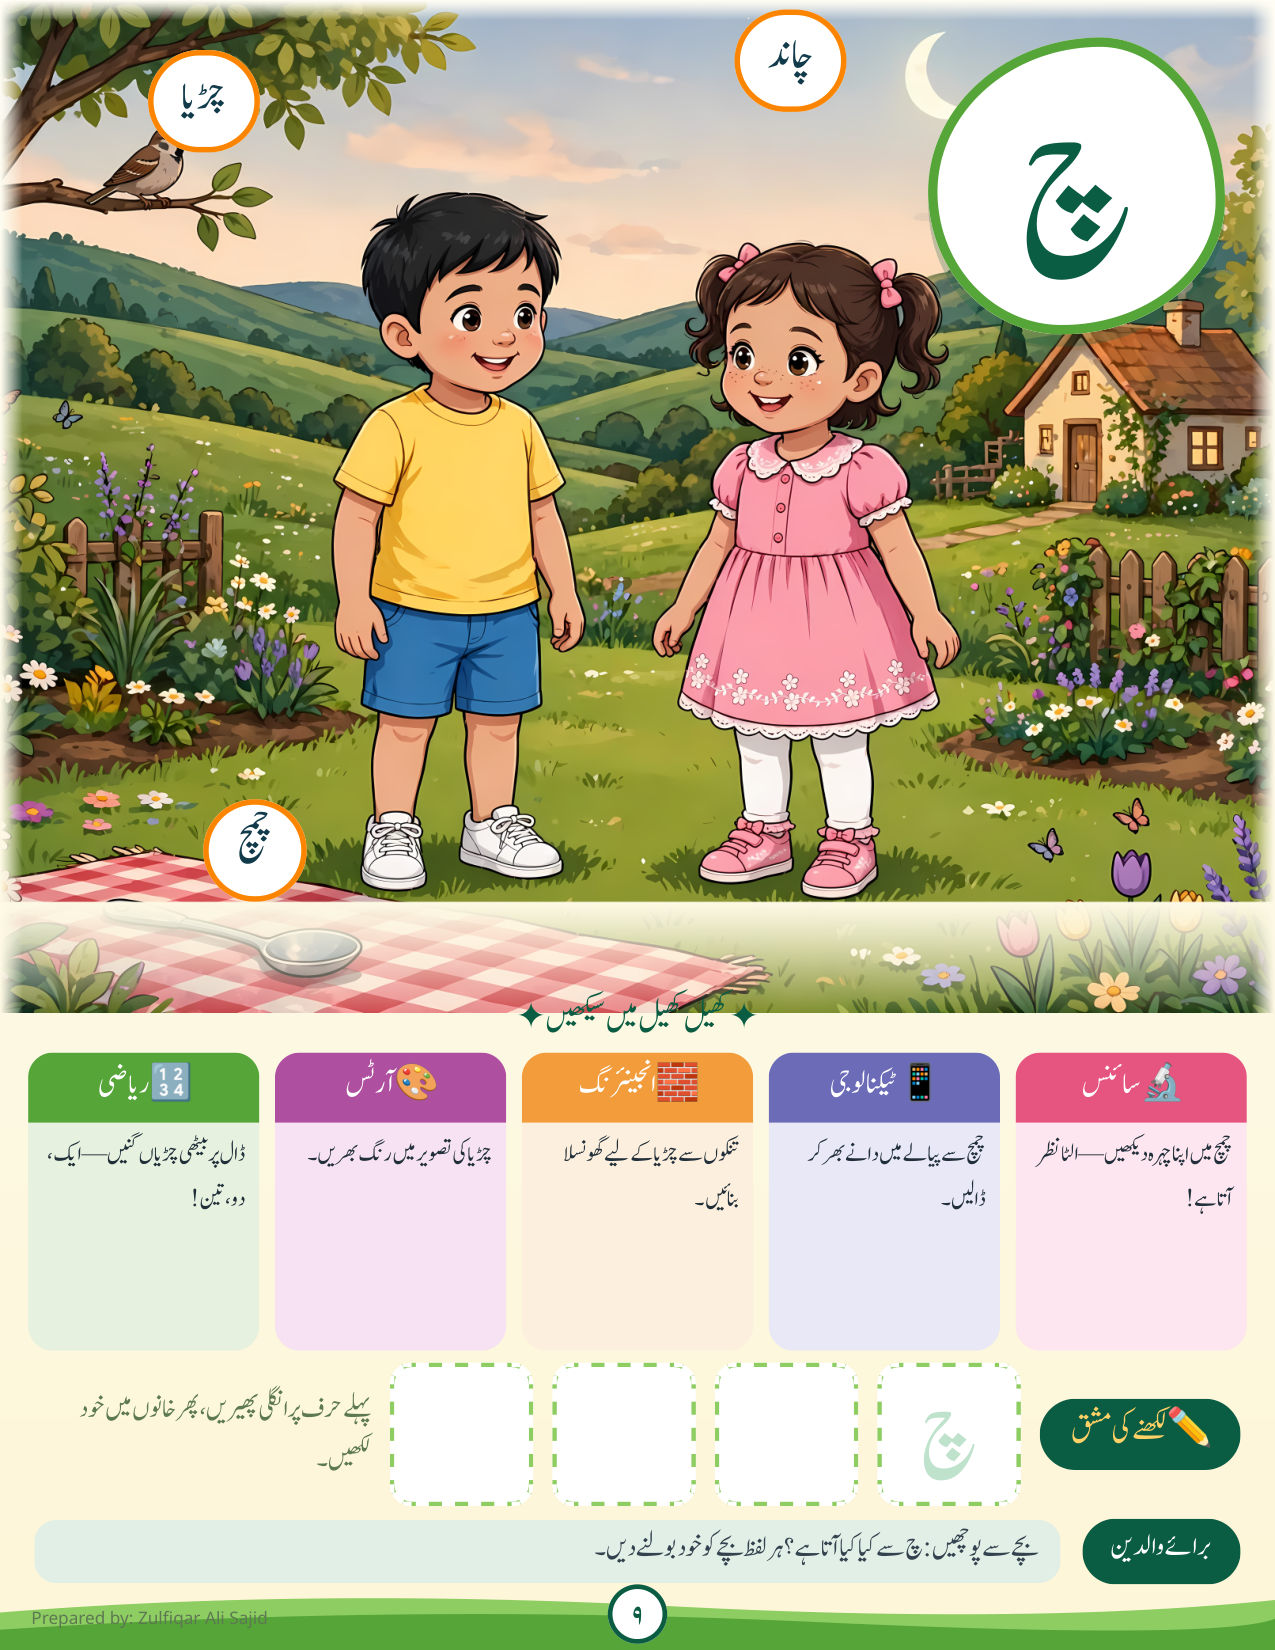 چ
چاند
چڑیا
چمچ
✦ کھیل کھیل میں سیکھیں ✦
🔬 سائنس
چمچ میں اپنا چہرہ دیکھیں — الٹا نظر
آتا ہے!
📱 ٹیکنالوجی
چمچ سے پیالے میں دانے بھر کر
ڈالیں۔
🧱 انجینئرنگ
تنکوں سے چڑیا کے لیے گھونسلا
بنائیں۔
🎨 آرٹس
چڑیا کی تصویر میں رنگ بھریں۔
🔢 ریاضی
ڈال پر بیٹھی چڑیاں گنیں — ایک،
دو، تین!
✏️ لکھنے کی مشق
چ
پہلے حرف پر انگلی پھیریں، پھر خانوں میں خود
لکھیں۔
برائے والدین
بچے سے پوچھیں: چ سے کیا کیا آتا ہے؟ ہر لفظ بچے کو خود بولنے دیں۔
۹
Prepared by: Zulfiqar Ali Sajid